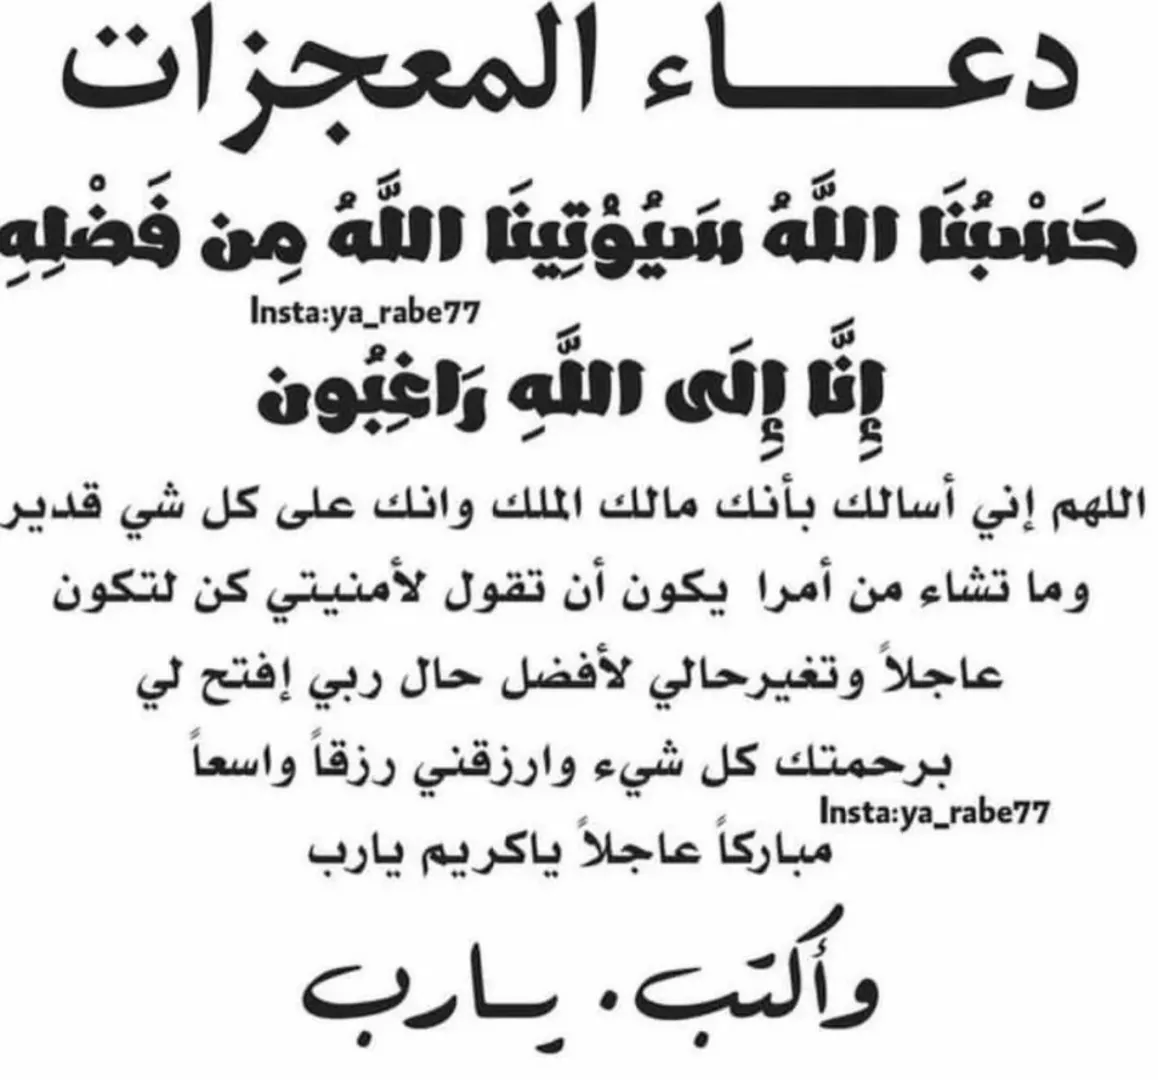 دعاء المعجزات
حَسْبُنَا اللَّهُ سَيُؤْتِينَا اللَّهُ مِن فَضْلِهِ
Insta:ya_rabe77
إِنَّا إِلَى اللَّهِ رَاغِبُون
اللهم إني أسالك بأنك مالك الملك وانك على كل شي قدير
وما تشاء من أمرا يكون أن تقول لأمنيتي كن لتكون
عاجلاً وتغيرحالي لأفضل حال ربي إفتح لي
برحمتك كل شيء وارزقني رزقاً واسعاً
Insta:ya_rabe77
مباركاً عاجلاً ياكريم يارب
وأكتب . يارب